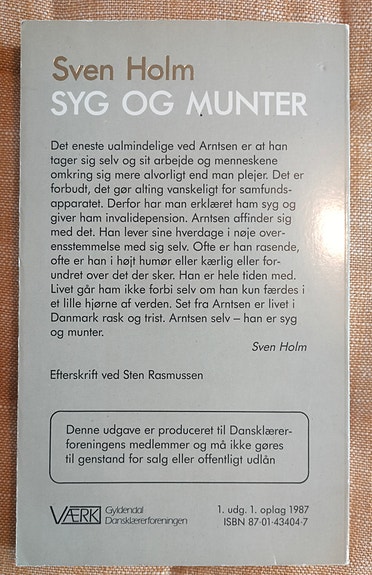 Sven Holm
SYG OG MUNTER
Det eneste ualmindelige ved Arntsen er at han
tager sig selv og sit arbejde og menneskene
omkring sig mere alvorligt end man plejer. Det er
forbudt, det gør alting vanskeligt for samfunds-
apparatet. Derfor har man erklæret ham syg og
giver ham invalidepension. Arntsen affinder sig
med det. Han lever sine hverdage i nøje over-
ensstemmelse med sig selv. Ofte er han rasende,
ofte er han i højt humør eller kærlig eller for-
undret over det der sker. Han er hele tiden med.
Livet går ham ikke forbi selv om han kun færdes i
et lille hjørne af verden. Set fra Arntsen er livet i
Danmark rask og trist. Arntsen selv – han er syg
og munter.
Sven Holm
Efterskrift ved Sten Rasmussen
Denne udgave er produceret til Dansklærer-
foreningens medlemmer og må ikke gøres
til genstand for salg eller offentligt udlån
VÆRK
Gyldendal
Dansklærerforeningen
1. udg. 1. oplag 1987
ISBN 87-01-43404-7